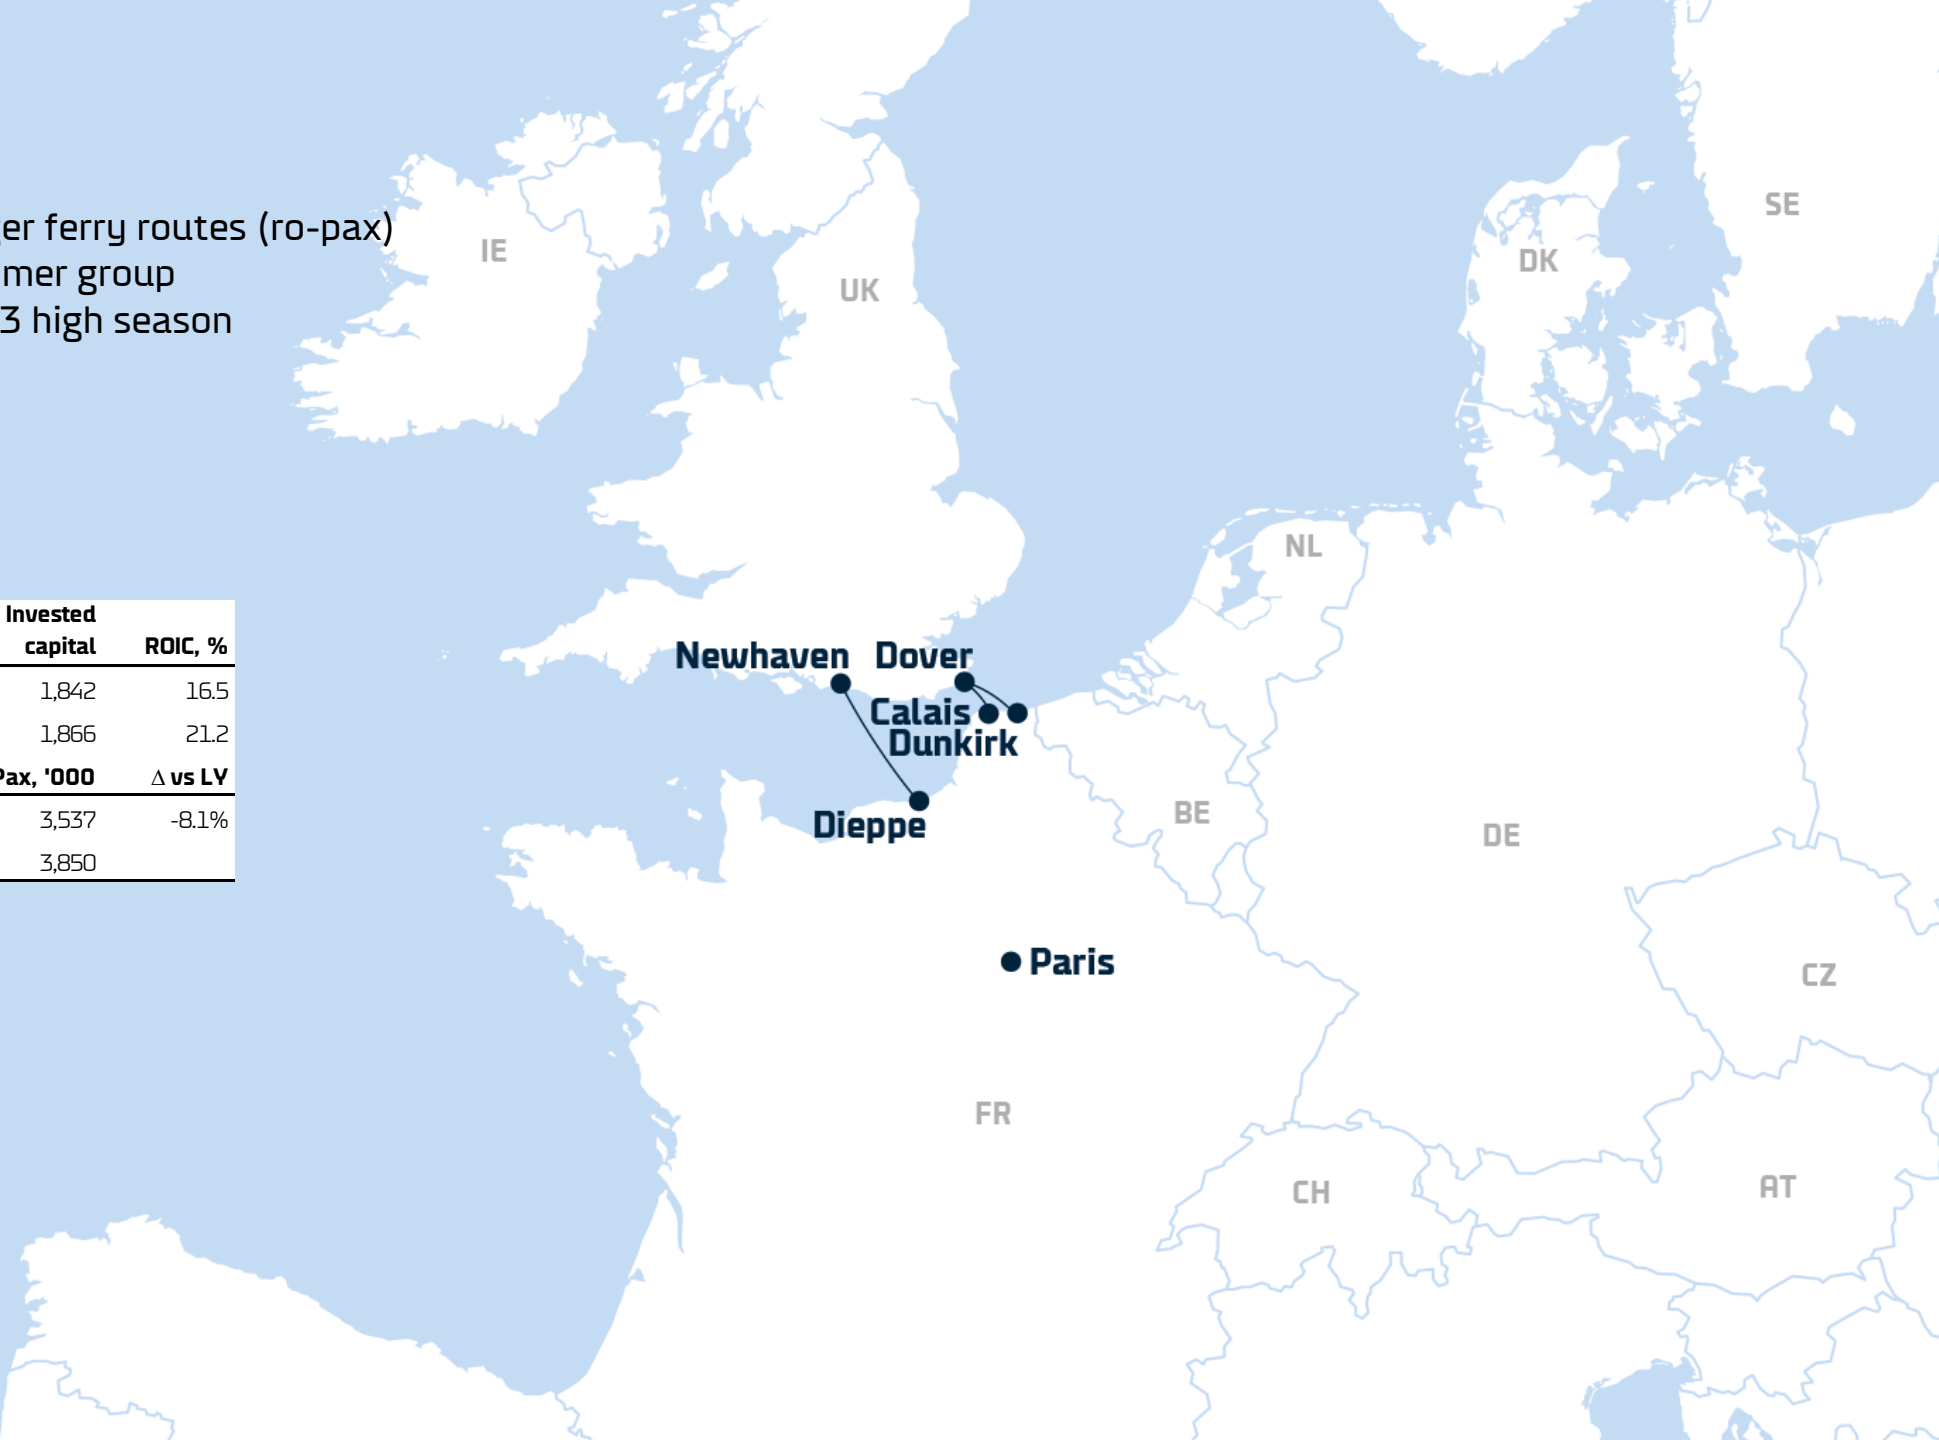 er ferry routes (ro-pax)
mer group
3 high season
Invested
capital ROIC, %
1,842 16.5
1,866 21.2
Pax, '000 Δ vs LY
3,537 -8.1%
3,850
IE
UK
DK
SE
NL
Newhaven Dover
Calais
Dunkirk
Dieppe
BE
DE
Paris
CZ
FR
CH
AT